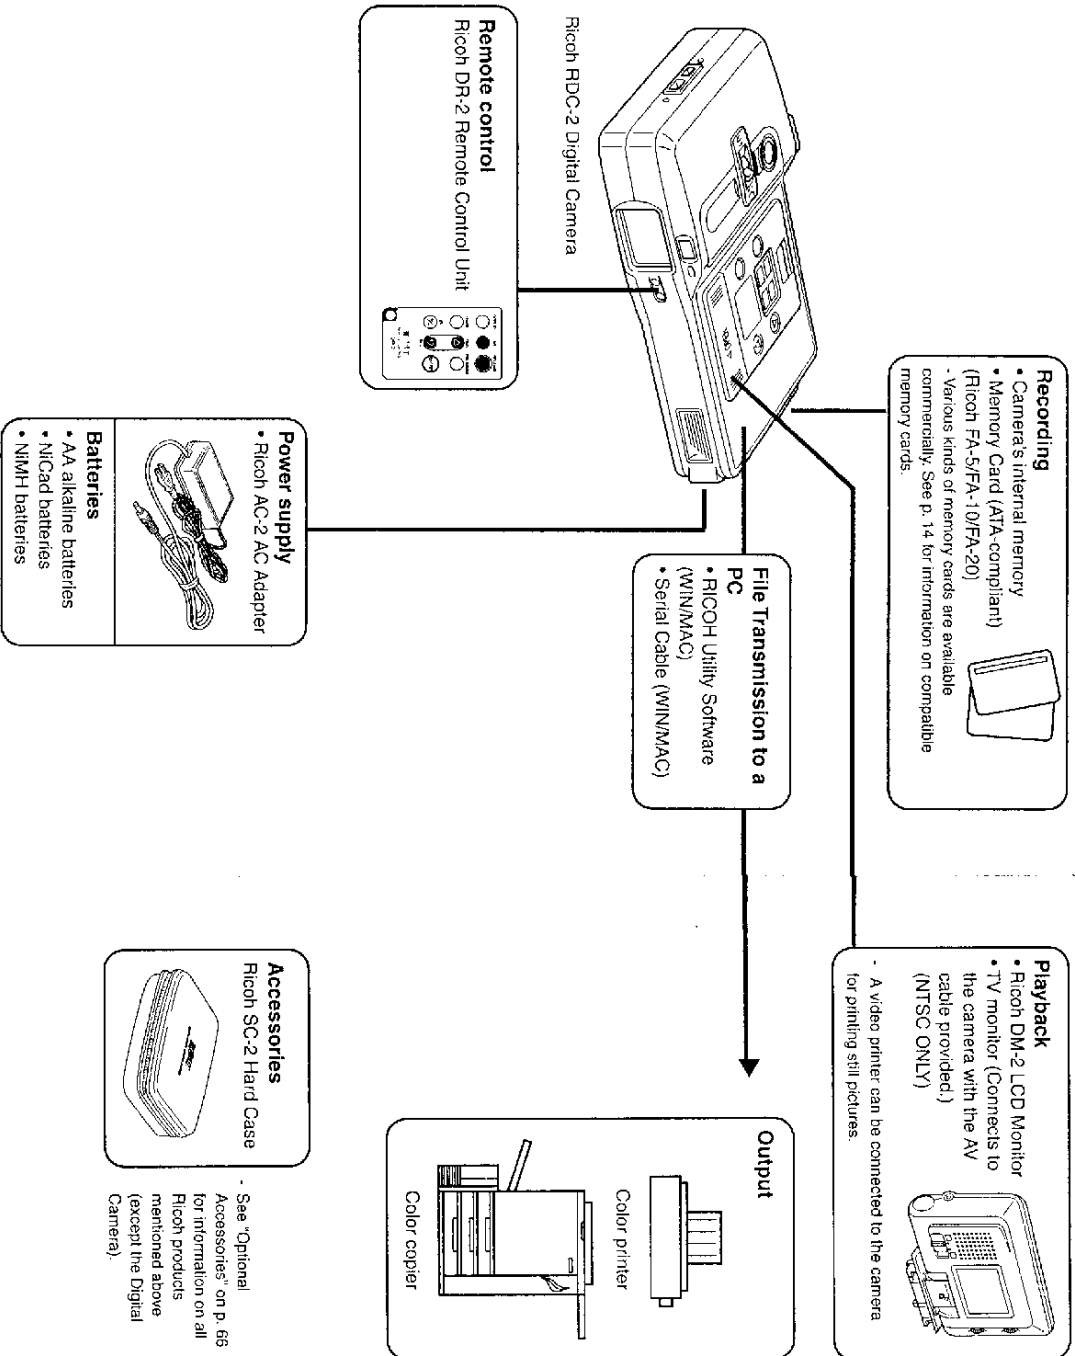 Recording
• Camera's internal memory
• Memory Card (ATA-compliant)
(Ricoh FA-5/FA-10/FA-20)
- Various kinds of memory cards are available
commercially. See p. 14 for information on compatible
memory cards.
Playback
• Ricoh DM-2 LCD Monitor
• TV monitor (Connects to
the camera with the AV
cable provided.)
(NTSC ONLY)
- A video printer can be connected to the camera
for printing still pictures.
File Transmission to a
PC
• RICOH Utility Software
(WIN/MAC)
• Serial Cable (WIN/MAC)
Output
Color printer
Color copier
Ricoh RDC-2 Digital Camera
Remote control
Ricoh DR-2 Remote Control Unit
Power supply
• Ricoh AC-2 AC Adapter
Batteries
• AA alkaline batteries
• NiCad batteries
• NiMH batteries
Accessories
Ricoh SC-2 Hard Case
- See "Optional
Accessories" on p. 66
for information on all
Ricoh products
mentioned above
(except the Digital
Camera).